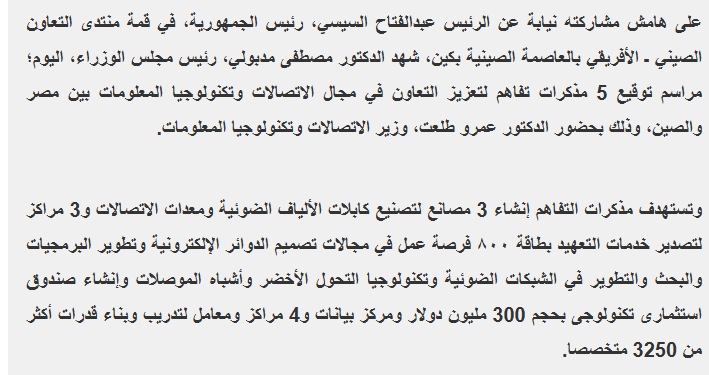 على هامش مشاركته نيابة عن الرئيس عبدالفتاح السيسي، رئيس الجمهورية، في قمة منتدى التعاون
الصيني ـ الأفريقي بالعاصمة الصينية بكين، شهد الدكتور مصطفى مدبولي، رئيس مجلس الوزراء، اليوم؛
مراسم توقيع 5 مذكرات تفاهم لتعزيز التعاون في مجال الاتصالات وتكنولوجيا المعلومات بين مصر
والصين، وذلك بحضور الدكتور عمرو طلعت، وزير الاتصالات وتكنولوجيا المعلومات.
وتستهدف مذكرات التفاهم إنشاء 3 مصانع لتصنيع كابلات الألياف الضوئية ومعدات الاتصالات و3 مراكز
لتصدير خدمات التعهيد بطاقة ٨٠٠ فرصة عمل في مجالات تصميم الدوائر الإلكترونية وتطوير البرمجيات
والبحث والتطوير في الشبكات الضوئية وتكنولوجيا التحول الأخضر وأشباه الموصلات وإنشاء صندوق
استثمارى تكنولوجى بحجم 300 مليون دولار ومركز بيانات و4 مراكز ومعامل لتدريب وبناء قدرات أكثر
من 3250 متخصصا.